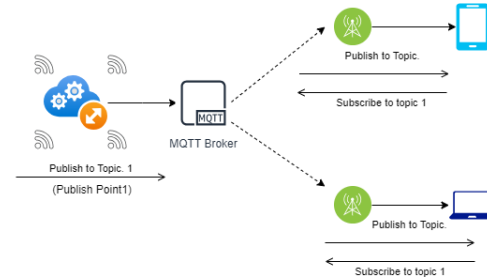 Publish to Topic.
Subscribe to topic 1
MQTT
MQTT Broker
Publish to Topic. 1
(Publish Point1)
Publish to Topic.
Subscribe to topic 1